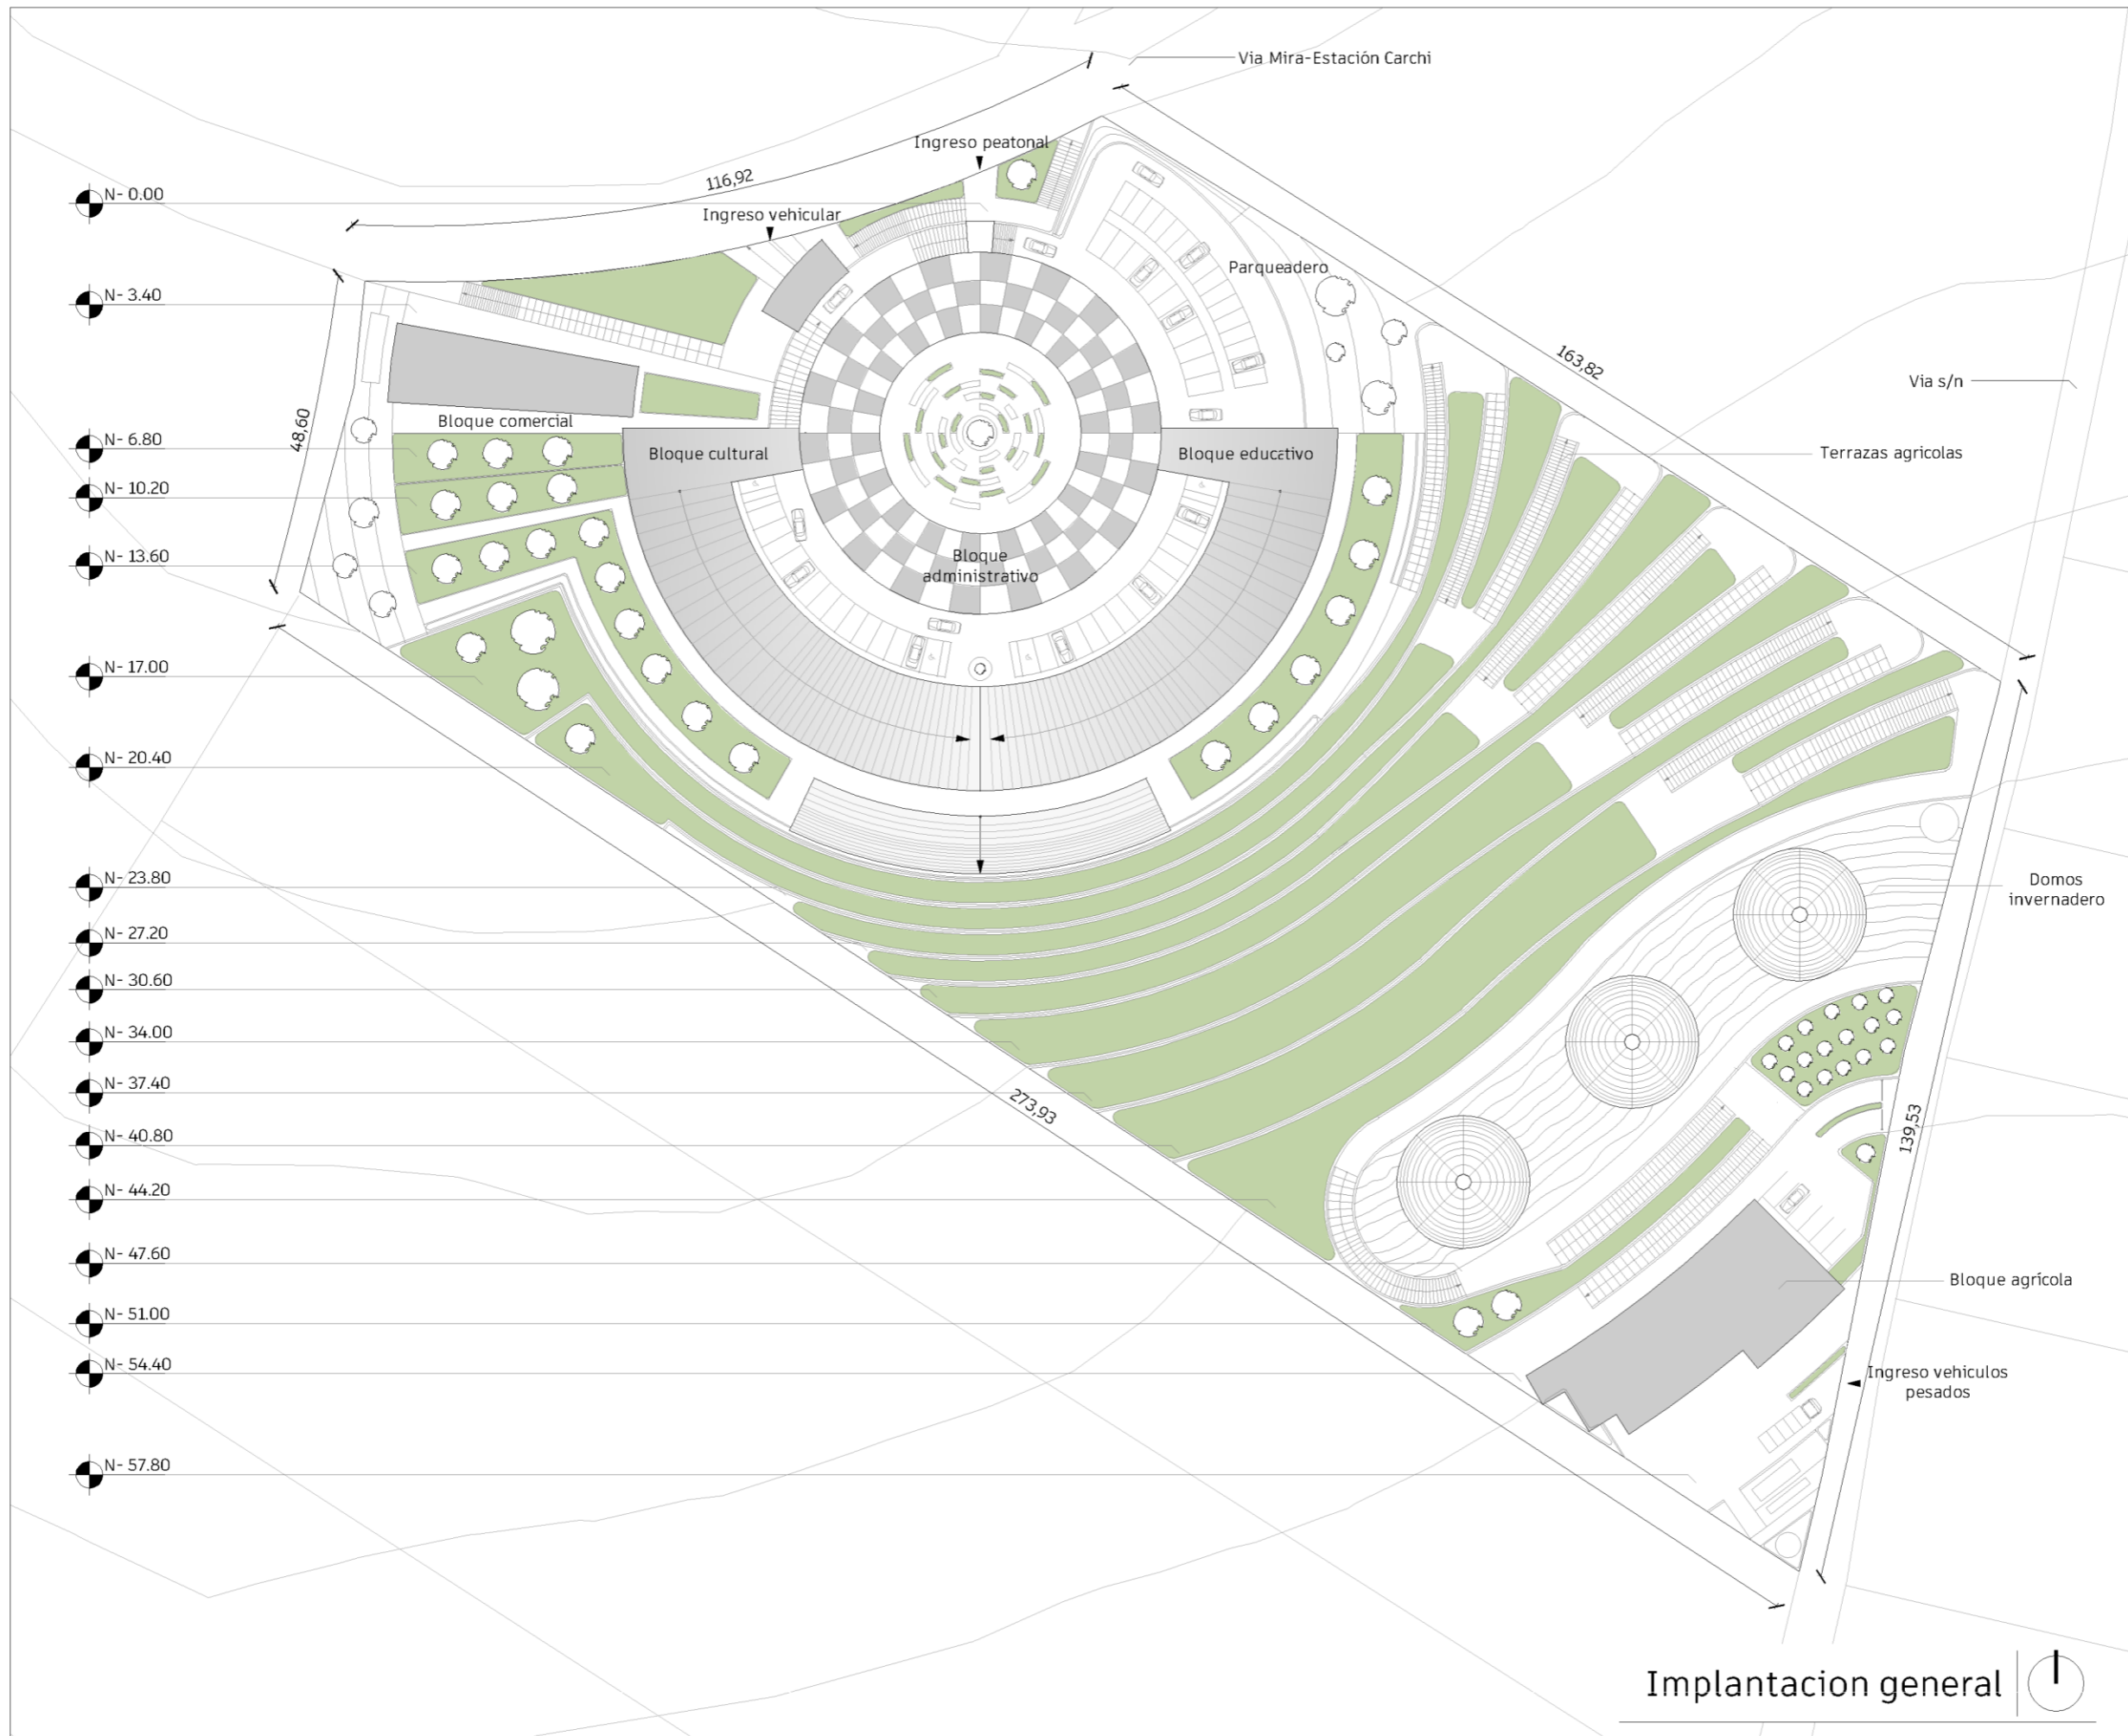 Via Mira-Estación Carchi
Ingreso peatonal
116,92
N- 0.00
Ingreso vehicular
Parqueadero
N- 3.40
163,82
Via s/n
Bloque comercial
48,60
N- 6.80
Bloque cultural
Bloque educativo
Terrazas agricolas
N- 10.20
N- 13.60
Bloque
administrativo
N- 17.00
N- 20.40
N- 23.80
Domos
invernadero
N- 27.20
N- 30.60
N- 34.00
N- 37.40
273,93
N- 40.80
139,53
N- 44.20
N- 47.60
Bloque agrícola
N- 51.00
N- 54.40
Ingreso vehiculos
pesados
N- 57.80
Implantacion general